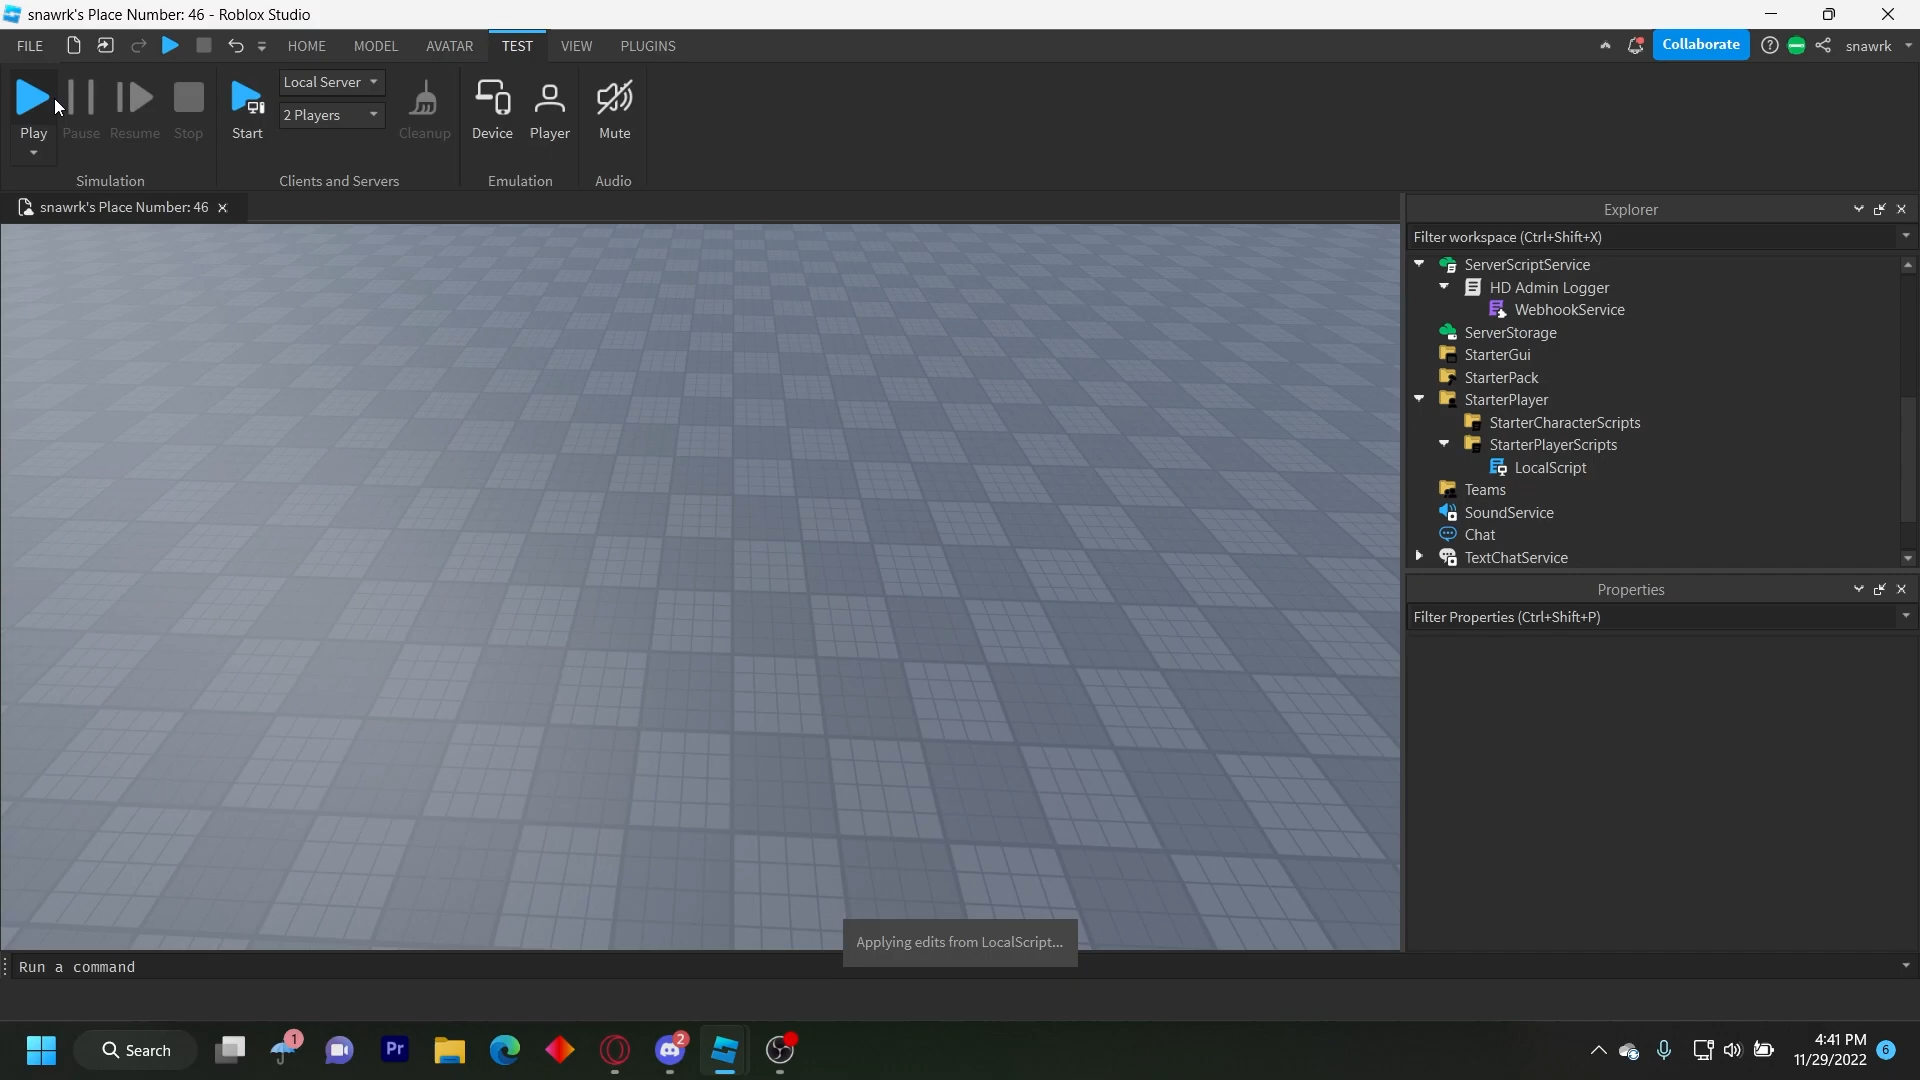 snawrk's Place Number: 46 - Roblox Studio
FILE HOME MODEL AVATAR TEST VIEW PLUGINS Collaborate snawrk
Play Pause Resume Stop Start Local Server 2 Players Cleanup Device Player Mute
Simulation Clients and Servers Emulation Audio
snawrk's Place Number: 46
Explorer
Filter workspace (Ctrl+Shift+X)
ServerScriptService
HD Admin Logger
WebhookService
ServerStorage
StarterGui
StarterPack
StarterPlayer
StarterCharacterScripts
StarterPlayerScripts
LocalScript
Teams
SoundService
Chat
TextChatService
Properties
Filter Properties (Ctrl+Shift+P)
Applying edits from LocalScript...
Run a command
Search
1
Pr
2
4:41 PM
11/29/2022
6